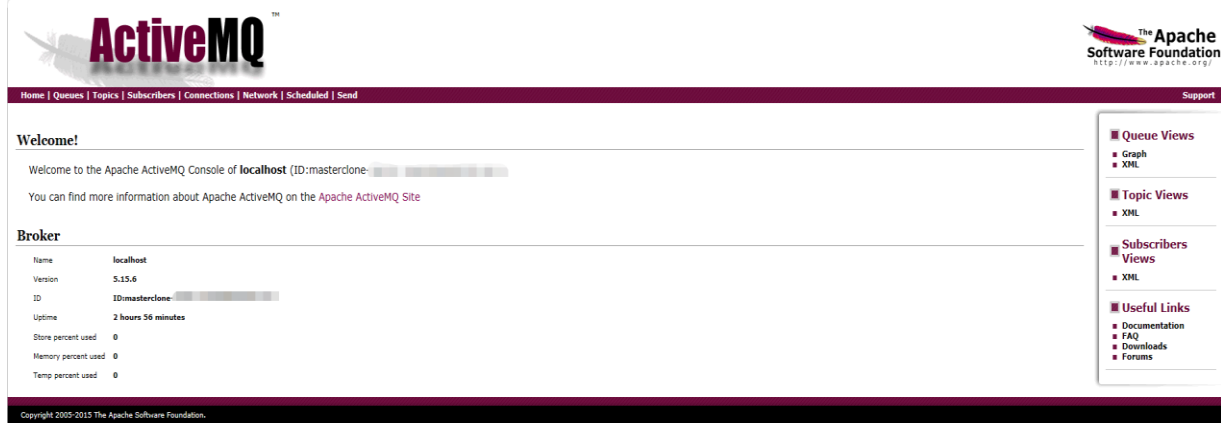 ActiveMQ ™
The Apache
Software Foundation
http://www.apache.org/
Home | Queues | Topics | Subscribers | Connections | Network | Scheduled | Send
Support
Welcome!
Welcome to the Apache ActiveMQ Console of localhost (ID:masterclone-
You can find more information about Apache ActiveMQ on the Apache ActiveMQ Site
Broker
Name localhost
Version 5.15.6
ID ID:masterclone-
Uptime 2 hours 56 minutes
Store percent used 0
Memory percent used 0
Temp percent used 0
Queue Views
Graph
XML
Topic Views
XML
Subscribers
Views
XML
Useful Links
Documentation
FAQ
Downloads
Forums
Copyright 2005-2015 The Apache Software Foundation.